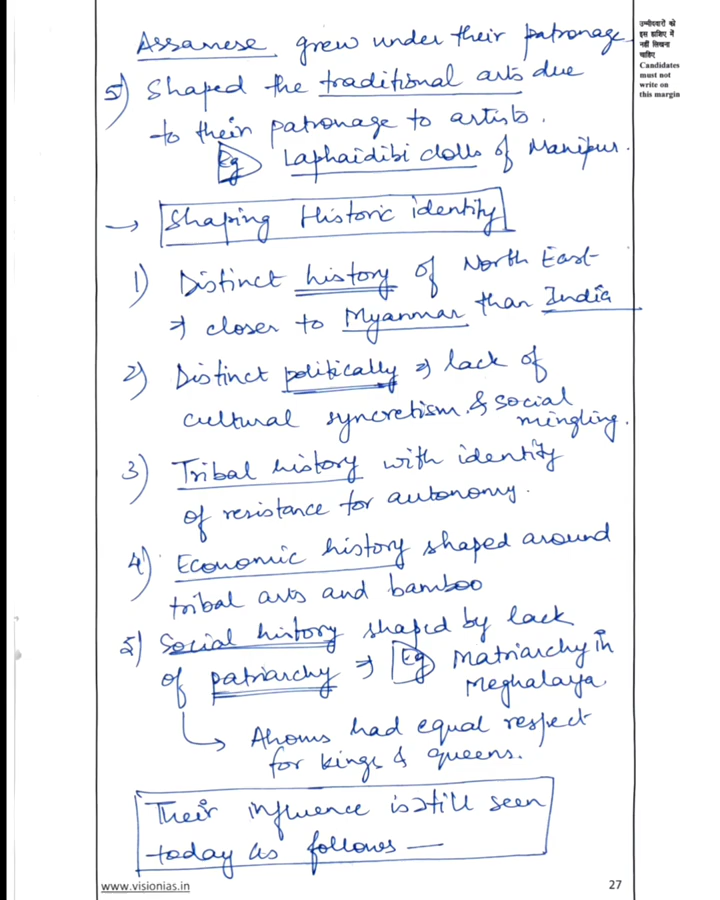 Assamese grew under their patronage
5) Shaped the traditional arts due
to their patronage to artists.
Eg Laphaidibi dolls of Manipur.
→ Shaping Historic identity
1) Distinct history of North East
⇒ closer to Myanmar than India
2) Distinct politically ⇒ lack of
cultural syncretism & social
mingling.
3) Tribal history with identity
of resistance for autonomy.
4) Economic history shaped around
tribal arts and bamboo
5) Social history shaped by lack
of patriarchy ⇒ Eg Matriarchy in
Meghalaya
↳ Ahoms had equal respect
for kings & queens.
Their influence is still seen
today as follows —
उम्मीदवारों को
इस हाशिए में
नहीं लिखना
चाहिए
Candidates
must not
write on
this margin
www.visionias.in
27